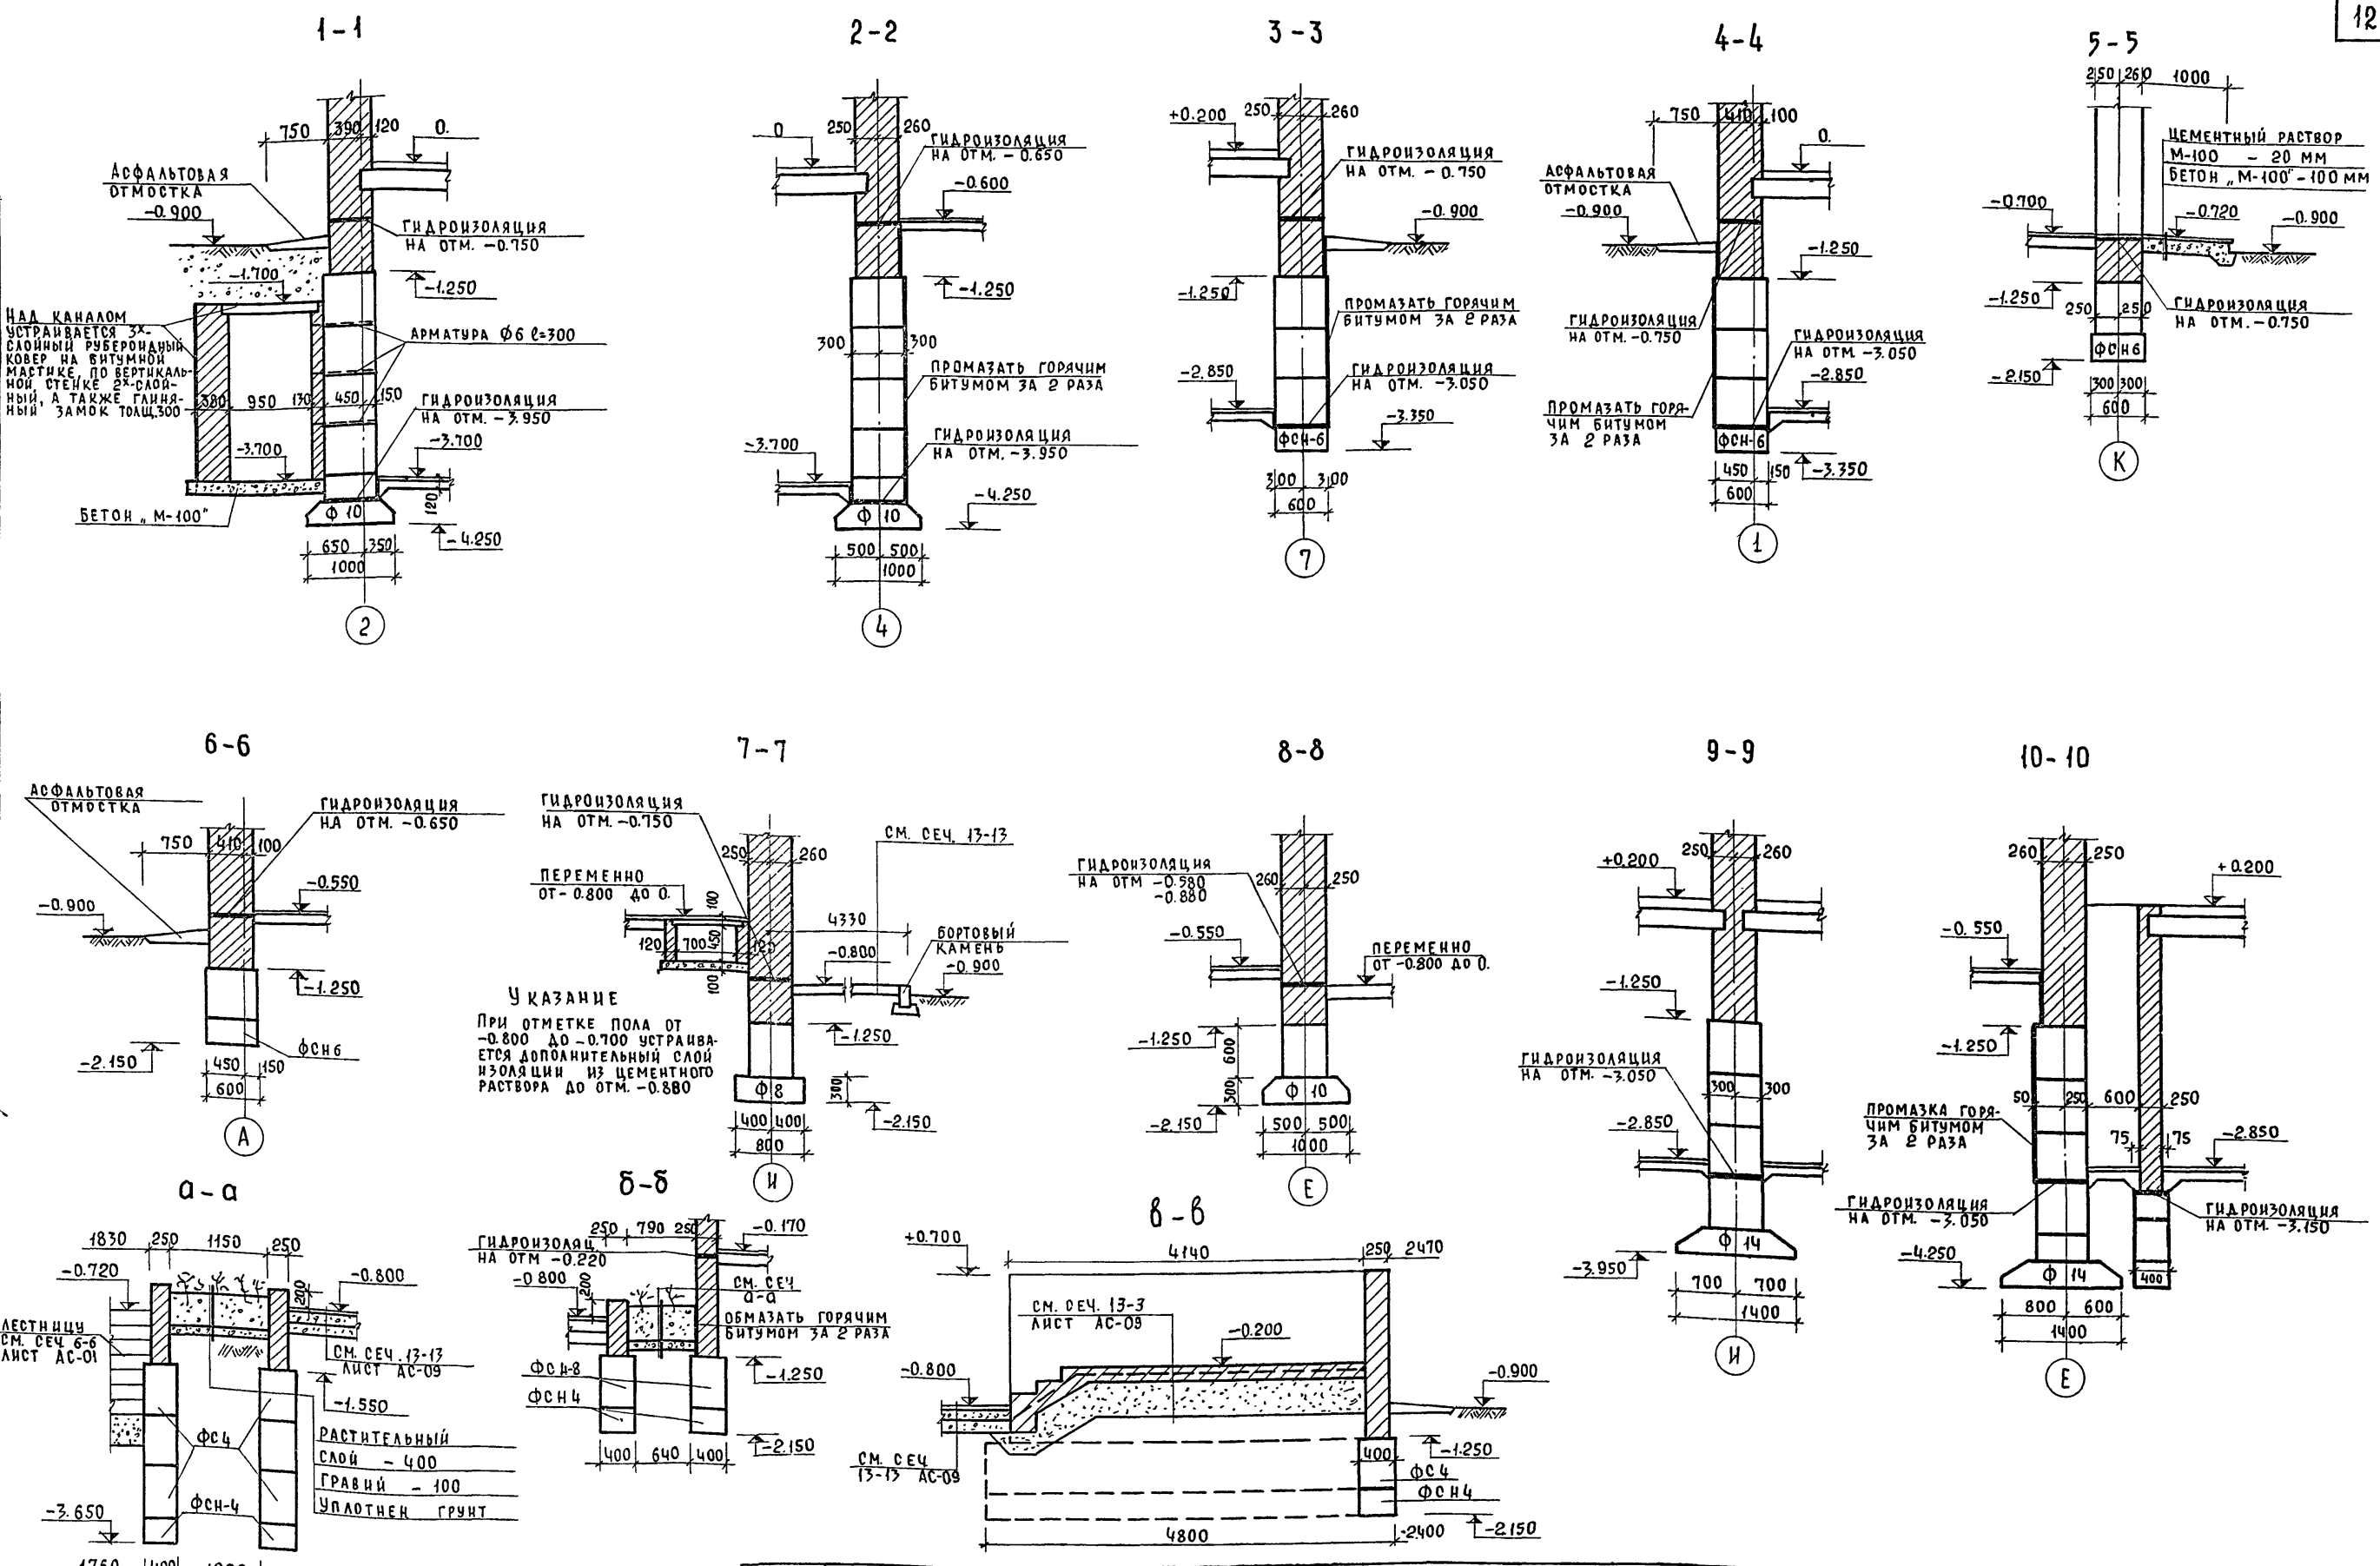 12
1-1
750
390
120
0.
АСФАЛЬТОВАЯ
ОТМОСТКА
-0.900
ГИДРОИЗОЛЯЦИЯ
НА ОТМ. -0.750
-1.700
-1.250
НАД КАНАЛОМ
УСТРАИВАЕТСЯ 3Х-
СЛОЙНЫЙ РУБЕРОИДНЫЙ
КОВЕР НА БИТУМНОЙ
МАСТИКЕ, ПО ВЕРТИКАЛЬ-
НОЙ СТЕНКЕ 2Х-СЛОЙ-
НЫЙ, А ТАКЖЕ ГЛИНЯ-
НЫЙ ЗАМОК ТОЛЩ.300
АРМАТУРА Ф6 ℓ=300
380 950 130 450 150
ГИДРОИЗОЛЯЦИЯ
НА ОТМ. -3.950
-3.700
-3.700
120
БЕТОН „М-100"
Ф 10
-4.250
650 350
1000
2
2-2
0
250 260
ГИДРОИЗОЛЯЦИЯ
НА ОТМ. -0.650
-0.600
-1.250
300 300
ПРОМАЗАТЬ ГОРЯЧИМ
БИТУМОМ ЗА 2 РАЗА
-3.700
ГИДРОИЗОЛЯЦИЯ
НА ОТМ. -3.950
-4.250
Ф 10
500 500
1000
4
3-3
250 260
+0.200
ГИДРОИЗОЛЯЦИЯ
НА ОТМ. -0.750
-0.900
-1.250
ПРОМАЗАТЬ ГОРЯЧИМ
БИТУМОМ ЗА 2 РАЗА
-2.850
ГИДРОИЗОЛЯЦИЯ
НА ОТМ. -3.050
-3.350
ФСН-6
300 300
600
7
4-4
750 410 100
0.
АСФАЛЬТОВАЯ
ОТМОСТКА
-0.900
-1.250
ГИДРОИЗОЛЯЦИЯ
НА ОТМ. -0.750
ГИДРОИЗОЛЯЦИЯ
НА ОТМ -3.050
-2.850
ПРОМАЗАТЬ ГОРЯ-
ЧИМ БИТУМОМ
ЗА 2 РАЗА
ФСН-6
-3.350
450 150
600
1
5-5
250 260 1000
ЦЕМЕНТНЫЙ РАСТВОР
М-100 - 20 ММ
БЕТОН „М-100"-100 ММ
-0.700
-0.720
-0.900
-1.250
250 250
ГИДРОИЗОЛЯЦИЯ
НА ОТМ. -0.750
ФСН6
-2.150
300 300
600
К
6-6
АСФАЛЬТОВАЯ
ОТМОСТКА
ГИДРОИЗОЛЯЦИЯ
НА ОТМ. -0.650
750 410 100
-0.550
-0.900
-1.250
ФСН6
-2.150
450 150
600
А
7-7
ГИДРОИЗОЛЯЦИЯ
НА ОТМ. -0.750
СМ. СЕЧ. 13-13
250 260
ПЕРЕМЕННО
ОТ -0.800 ДО 0.
100
4330
120 700 450 120
БОРТОВЫЙ
КАМЕНЬ
-0.800
-0.900
100
УКАЗАНИЕ
ПРИ ОТМЕТКЕ ПОЛА ОТ
-0.800 ДО -0.700 УСТРАИВА-
ЕТСЯ ДОПОЛНИТЕЛЬНЫЙ СЛОЙ
ИЗОЛЯЦИИ ИЗ ЦЕМЕНТНОГО
РАСТВОРА ДО ОТМ. -0.880
-1.250
Ф 8
300
-2.150
400 400
800
И
8-8
ГИДРОИЗОЛЯЦИЯ
НА ОТМ -0.580
-0.880
260 250
-0.550
ПЕРЕМЕННО
ОТ -0.800 ДО 0.
-1.250
600
Ф 10
300
-2.150
500 500
1000
Е
9-9
250 260
+0.200
-1.250
ГИДРОИЗОЛЯЦИЯ
НА ОТМ. -3.050
300 300
-2.850
Ф 14
-3.950
700 700
1400
И
10-10
260 250
+0.200
-0.550
-1.250
50 250 600 250
ПРОМАЗКА ГОРЯ-
ЧИМ БИТУМОМ
ЗА 2 РАЗА
75 75
-2.850
ГИДРОИЗОЛЯЦИЯ
НА ОТМ. -3.050
ГИДРОИЗОЛЯЦИЯ
НА ОТМ. -3.150
-4.250
Ф 14
400
800 600
1400
Е
а-а
1830 250 1150 250
-0.720
200
-0.800
ЛЕСТНИЦУ
СМ. СЕЧ 6-6
ЛИСТ АС-01
СМ. СЕЧ. 13-13
ЛИСТ АС-09
-1.550
ФС4
РАСТИТЕЛЬНЫЙ
СЛОЙ - 400
ГРАВИЙ - 100
УПЛОТНЕН ГРУНТ
ФСН-4
-3.650
б-б
250 790 250
-0.170
ГИДРОИЗОЛЯЦ.
НА ОТМ -0.220
-0.800
200
СМ. СЕЧ
а-а
ОБМАЗАТЬ ГОРЯЧИМ
БИТУМОМ ЗА 2 РАЗА
ФСН-8
-1.250
ФСН4
-2.150
400 640 400
в-в
+0.700
4140 250 2470
СМ. СЕЧ. 13-3
ЛИСТ АС-09
-0.200
-0.800
-0.900
СМ. СЕЧ
13-13 АС-09
400
-1.250
ФС4
ФСН4
-2.150
4800
2400